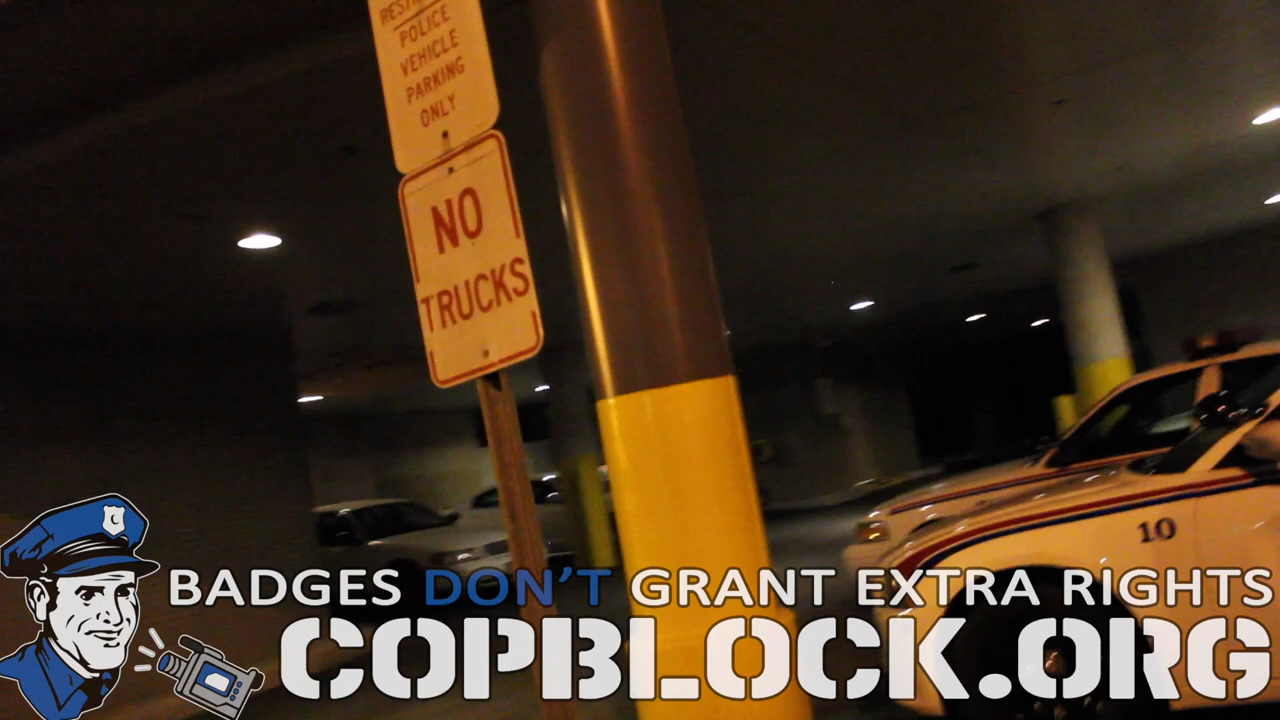 POLICE
VEHICLE
PARKING
ONLY
NO
TRUCKS
10
BADGES DON'T GRANT EXTRA RIGHTS
COPBLOCK.ORG